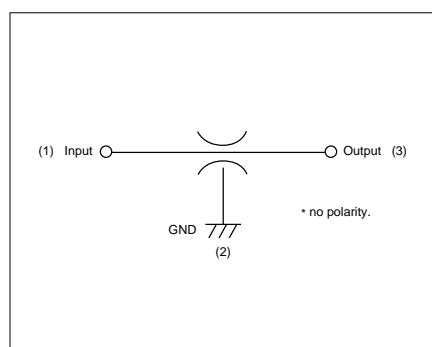 (1) Input Output (3)
* no polarity.
GND
(2)